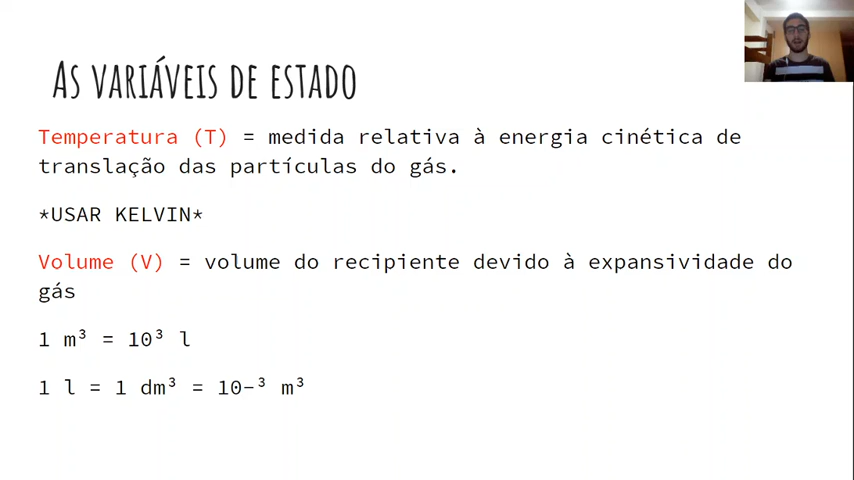 AS VARIÁVEIS DE ESTADO
Temperatura (T) = medida relativa à energia cinética de
translação das partículas do gás.
*USAR KELVIN*
Volume (V) = volume do recipiente devido à expansividade do
gás
1 m³ = 10³ l
1 l = 1 dm³ = 10-³ m³